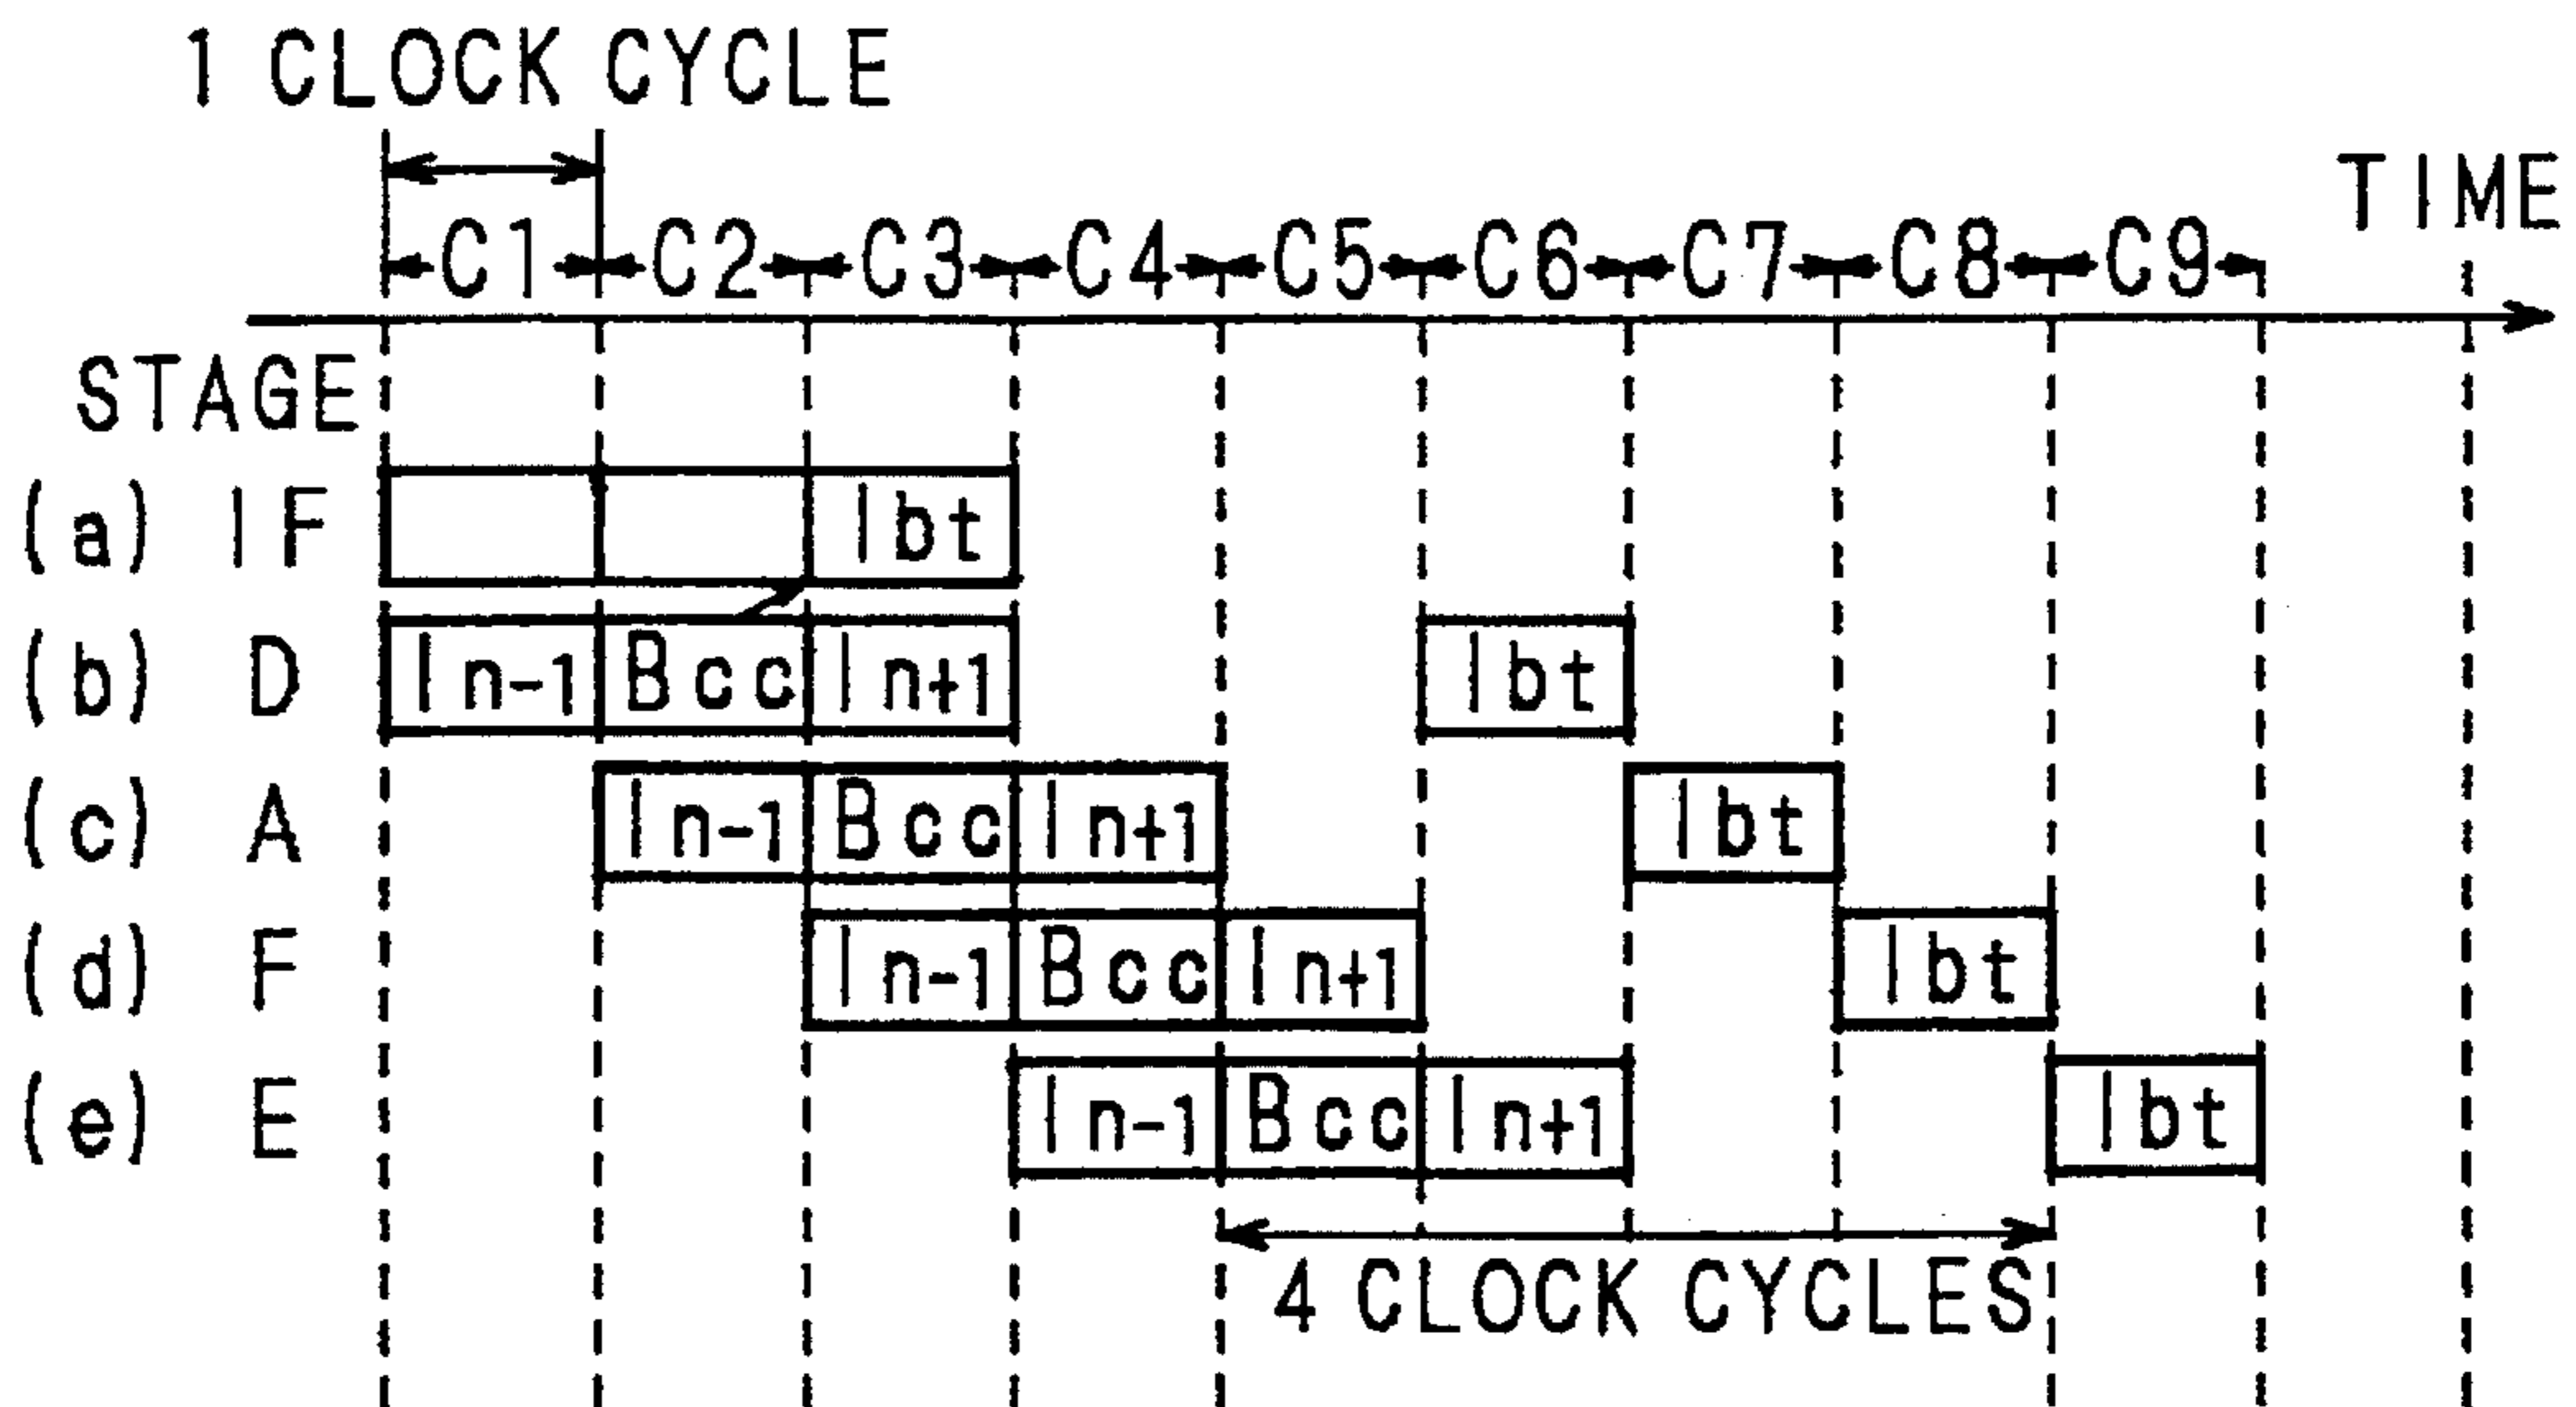 1 CLOCK CYCLE
TIME
C1 C2 C3 C4 C5 C6 C7 C8 C9
STAGE
(a) IF Ibt
(b) D In-1 Bcc In+1 Ibt
(c) A In-1 Bcc In+1 Ibt
(d) F In-1 Bcc In+1 Ibt
(e) E In-1 Bcc In+1 Ibt
4 CLOCK CYCLES